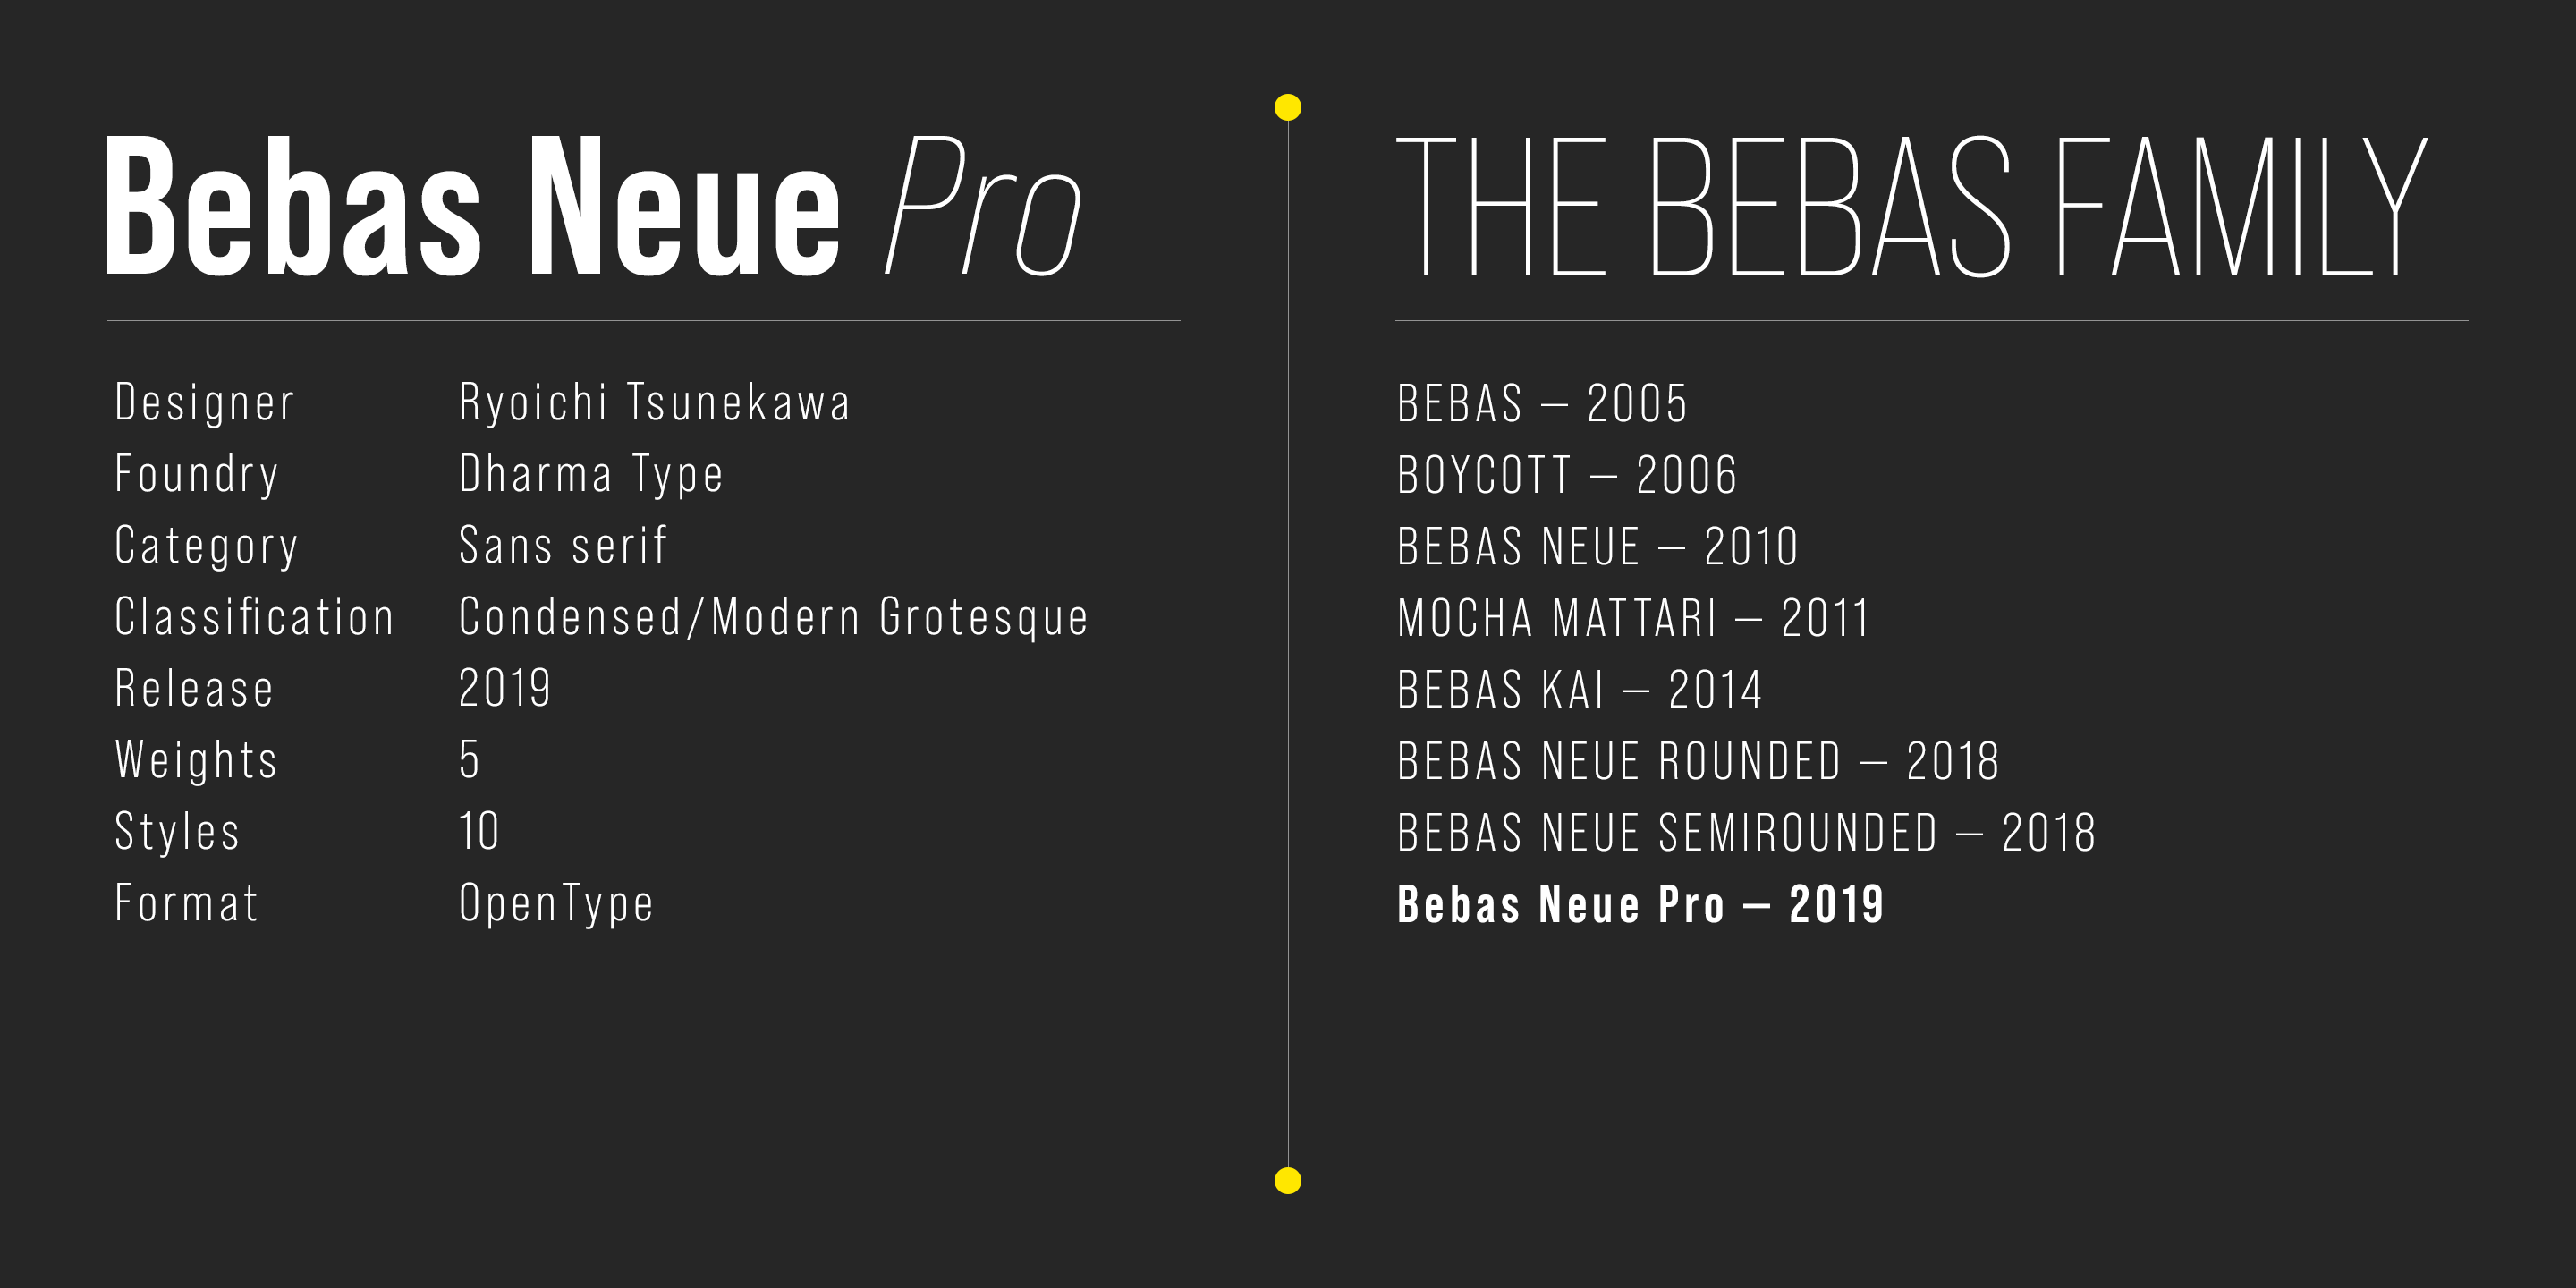 Bebas Neue Pro
Designer Ryoichi Tsunekawa
Foundry Dharma Type
Category Sans serif
Classification Condensed/Modern Grotesque
Release 2019
Weights 5
Styles 10
Format OpenType
THE BEBAS FAMILY
BEBAS – 2005
BOYCOTT – 2006
BEBAS NEUE – 2010
MOCHA MATTARI – 2011
BEBAS KAI – 2014
BEBAS NEUE ROUNDED – 2018
BEBAS NEUE SEMIROUNDED – 2018
Bebas Neue Pro – 2019